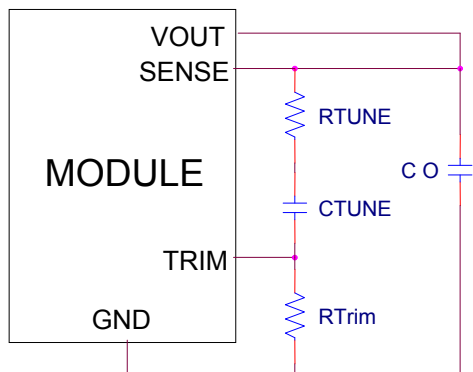 VOUT
SENSE
RTUNE
MODULE
C O
CTUNE
TRIM
GND
RTrim